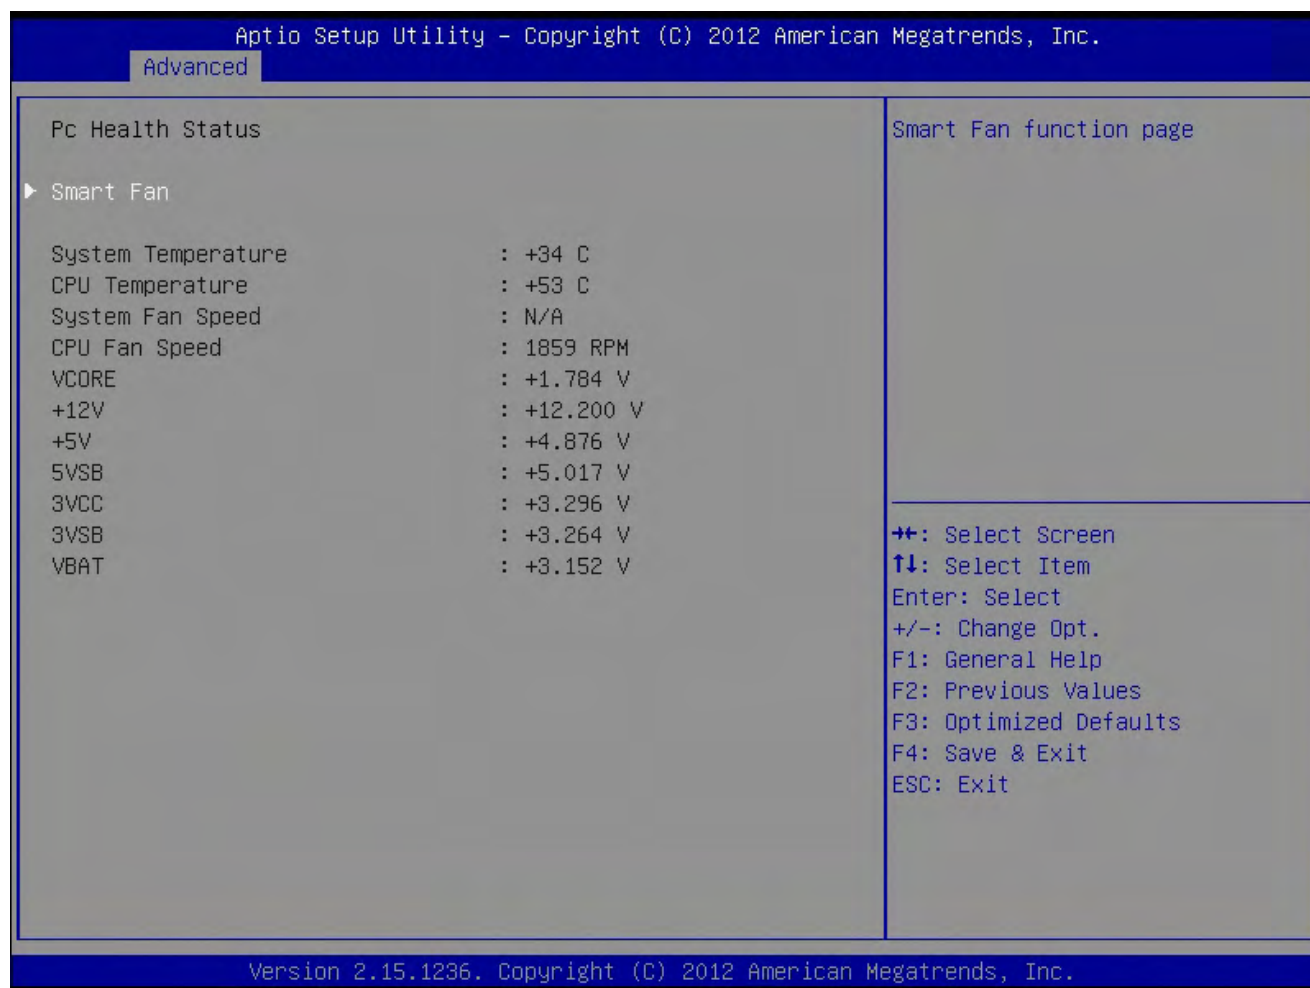 Aptio Setup Utility – Copyright (C) 2012 American Megatrends, Inc.
Advanced
Pc Health Status
Smart Fan
System Temperature : +34 C
CPU Temperature : +53 C
System Fan Speed : N/A
CPU Fan Speed : 1859 RPM
VCORE : +1.784 V
+12V : +12.200 V
+5V : +4.876 V
5VSB : +5.017 V
3VCC : +3.296 V
3VSB : +3.264 V
VBAT : +3.152 V
Smart Fan function page
→←: Select Screen
↑↓: Select Item
Enter: Select
+/-: Change Opt.
F1: General Help
F2: Previous Values
F3: Optimized Defaults
F4: Save & Exit
ESC: Exit
Version 2.15.1236. Copyright (C) 2012 American Megatrends, Inc.